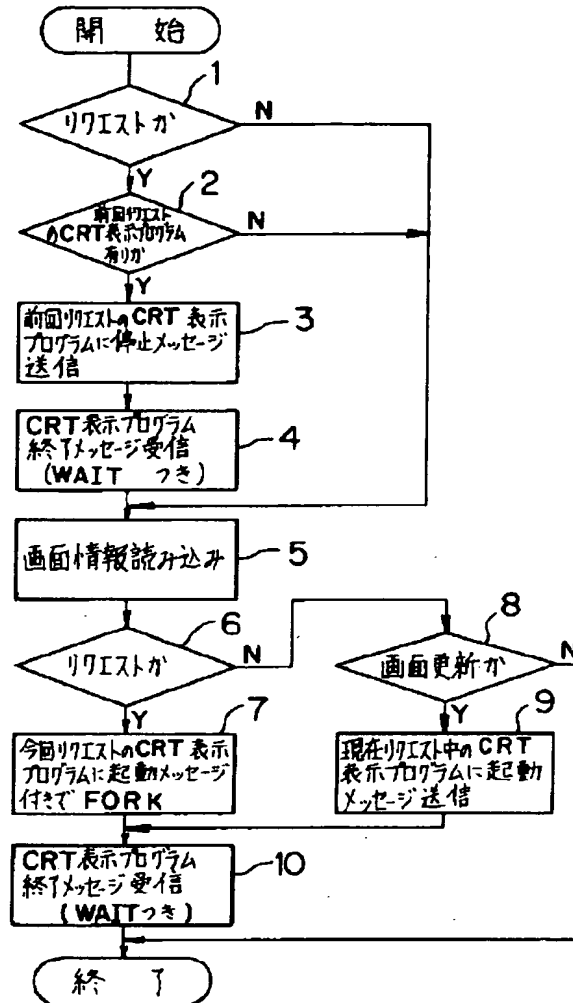 開 始
1
リクエストか
N
Y
2
前回リクエスト
のCRT表示プログラム
有りか
N
Y
3
前回リクエストのCRT表示
プログラムに停止メッセージ
送信
4
CRT表示プログラム
終了メッセージ受信
(WAIT つき)
5
画面情報読み込み
6
リクエストか
N
Y
8
画面更新か
N
Y
7
今回リクエストのCRT表示
プログラムに起動メッセージ
付きでFORK
9
現在リクエスト中のCRT
表示プログラムに起動
メッセージ送信
10
CRT表示プログラム
終了メッセージ受信
(WAITつき)
終 了